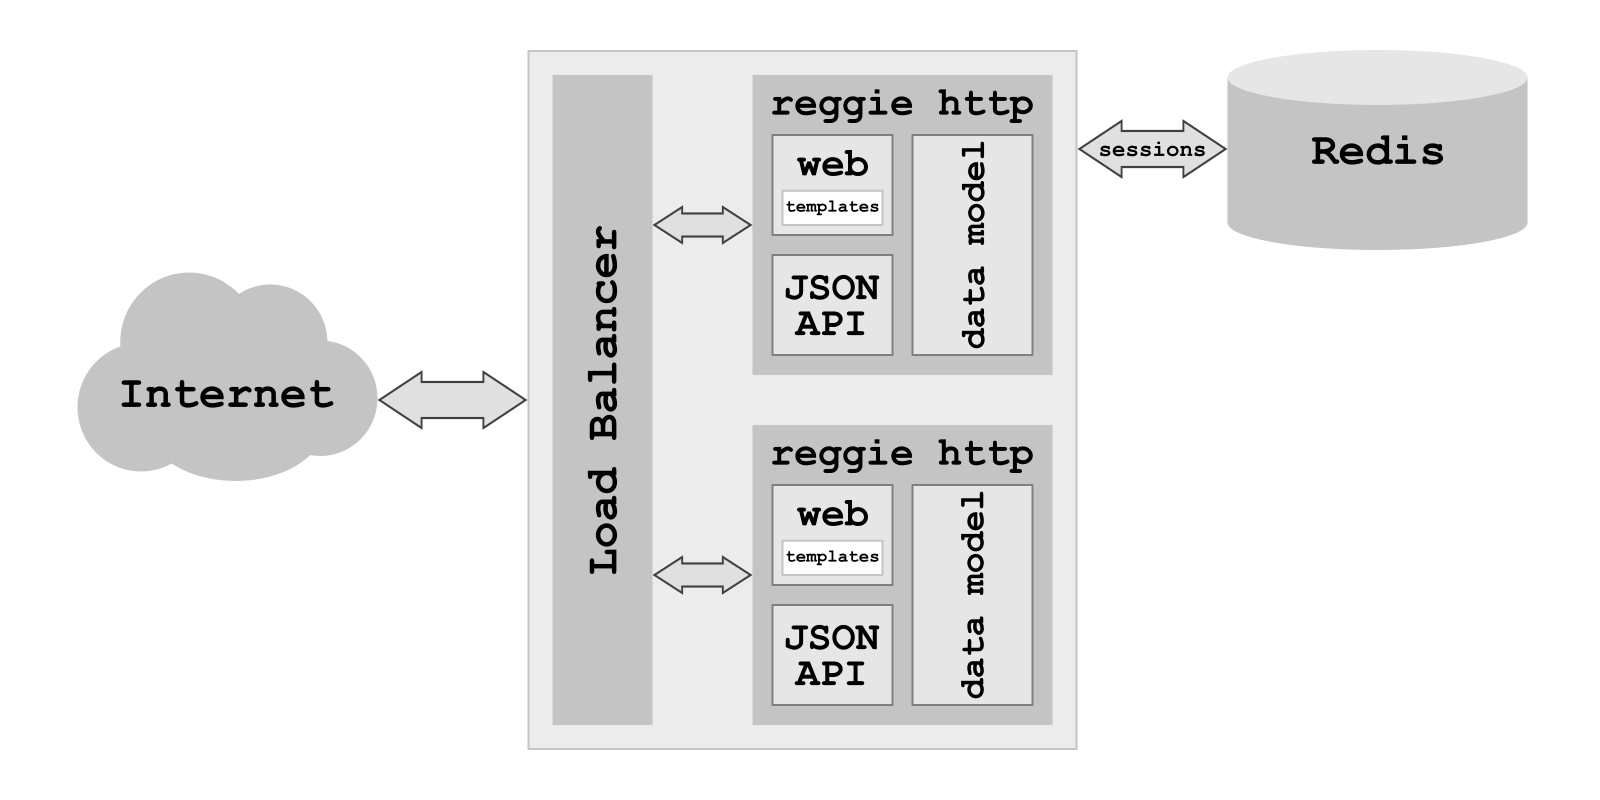 Internet
Load Balancer
reggie http
web
templates
JSON
API
data model
reggie http
web
templates
JSON
API
data model
sessions
Redis